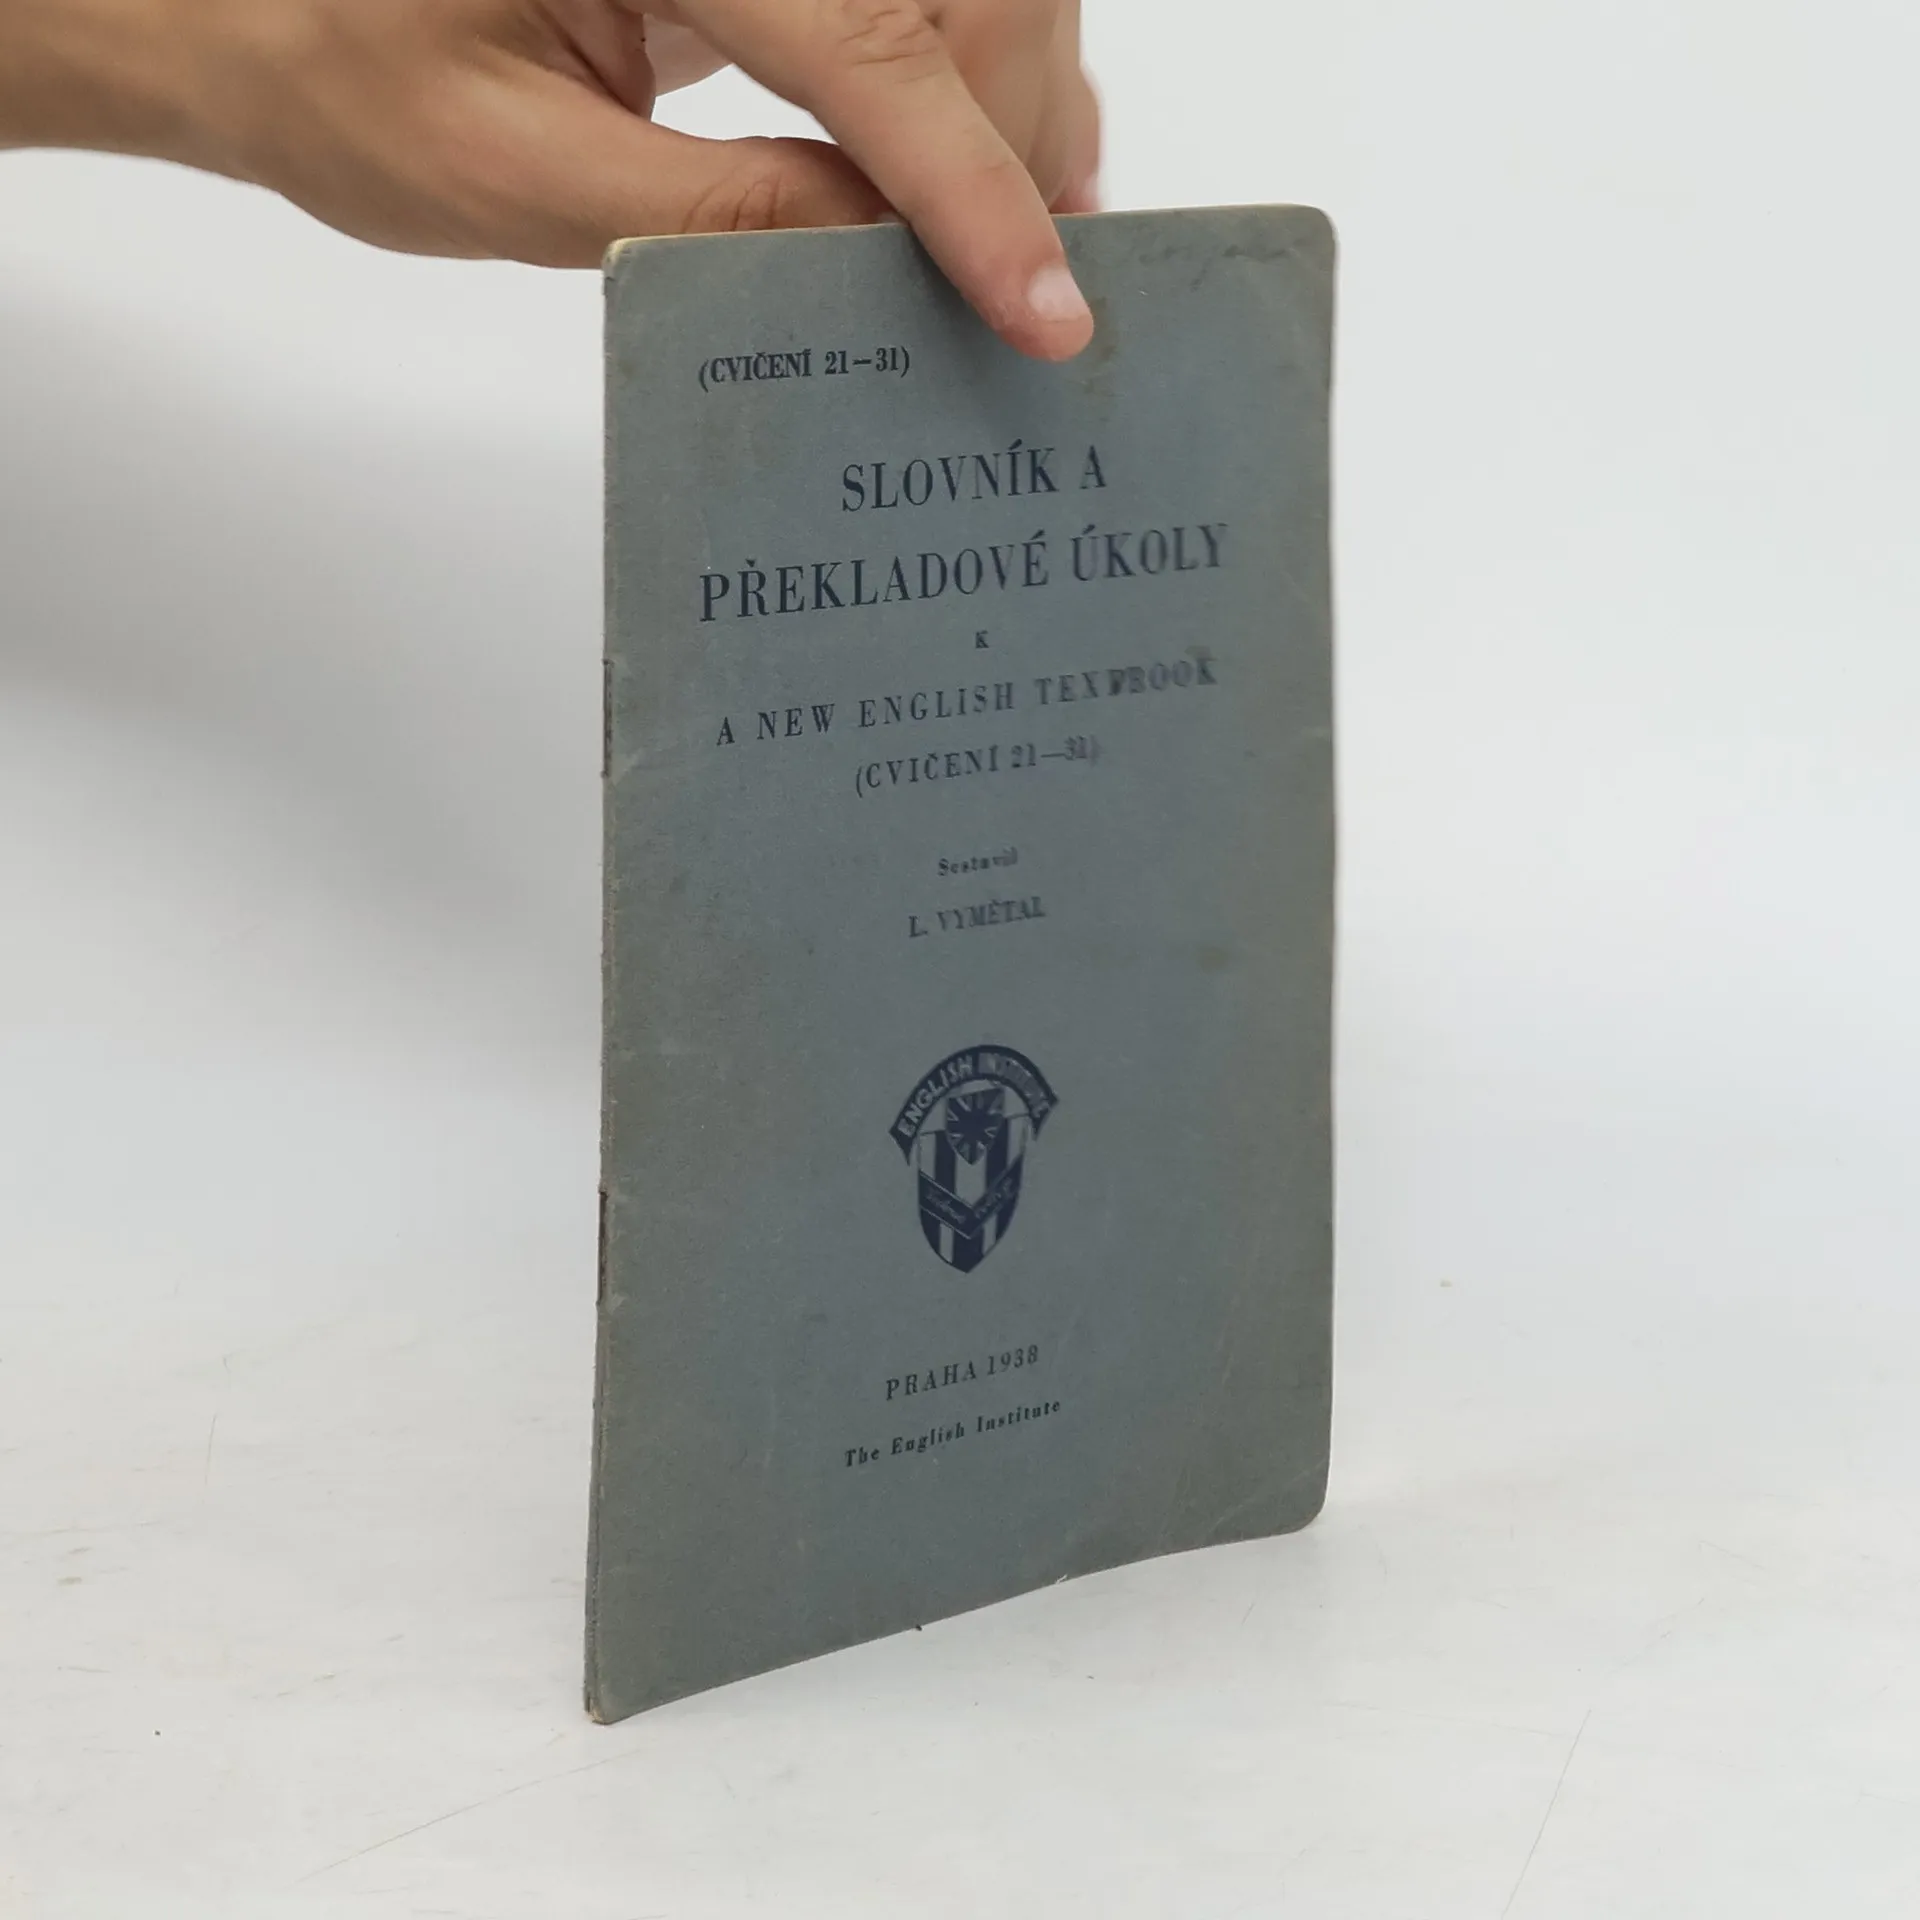 (CVIČENÍ 21–31)
SLOVNÍK A
PŘEKLADOVÉ ÚKOLY
K
A NEW ENGLISH TEXTBOOK
(CVIČENÍ 21—31)
Sestavil
L. VYMĚTAL
ENGLISH INSTITUTE
PRAHA 1938
The English Institute